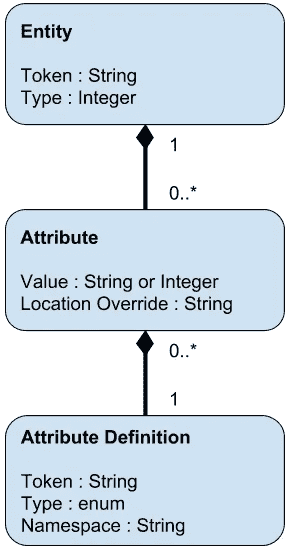 Entity
Token : String
Type : Integer
1
0..*
Attribute
Value : String or Integer
Location Override : String
0..*
1
Attribute Definition
Token : String
Type : enum
Namespace : String